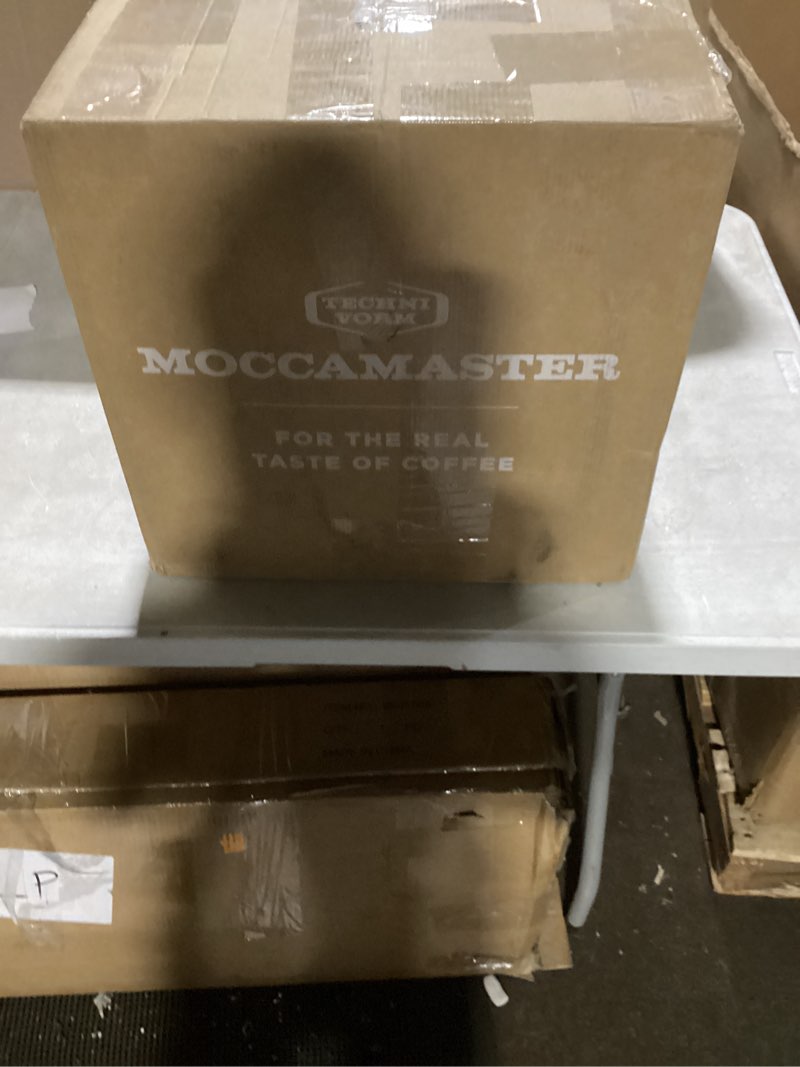 TECHNI
VORM
MOCCAMASTER
FOR THE REAL
TASTE OF COFFEE
P